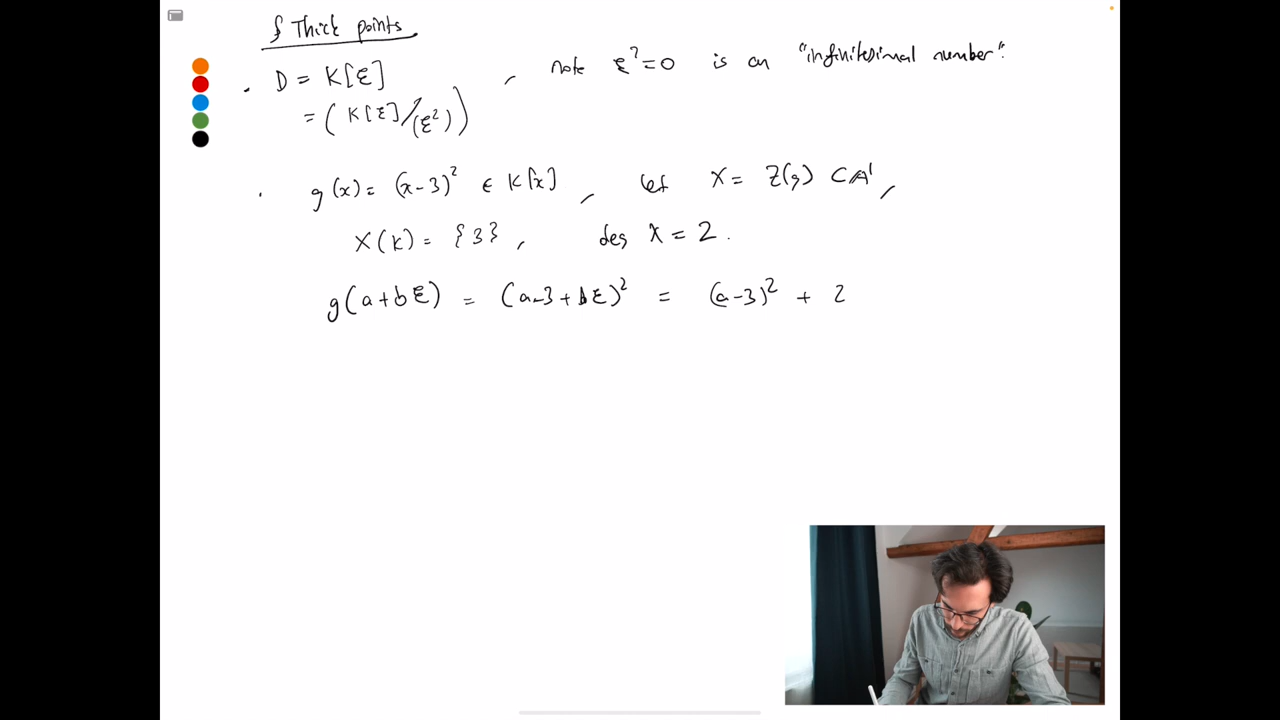 § Thick points
D = K[ε] , note ε² = 0 is an "infinitesimal number".
= ( K[ε]/(ε²) )
g(x) = (x-3)² ∈ K[x] , let X = Z(g) ⊂ 𝔸¹ ,
X(K) = {3} , deg X = 2 .
g(a+bε) = (a-3+bε)² = (a-3)² + 2